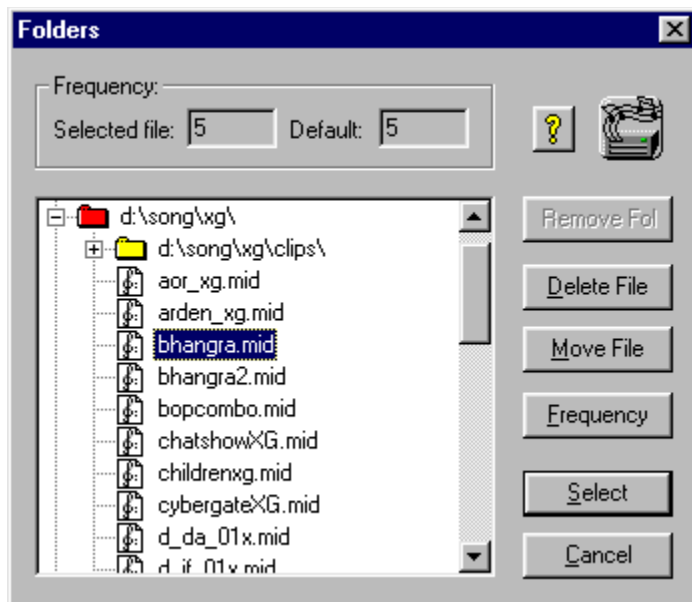 Folders
Frequency:
Selected file: 5 Default: 5
d:\song\xg\
Remove Fol
d:\song\xg\clips\
aor_xg.mid
Delete File
arden_xg.mid
bhangra.mid
Move File
bhangra2.mid
bopcombo.mid
Frequency
chatshowXG.mid
childrenxg.mid
Select
cybergateXG.mid
d_da_01x.mid
Cancel
d_if_01x.mid